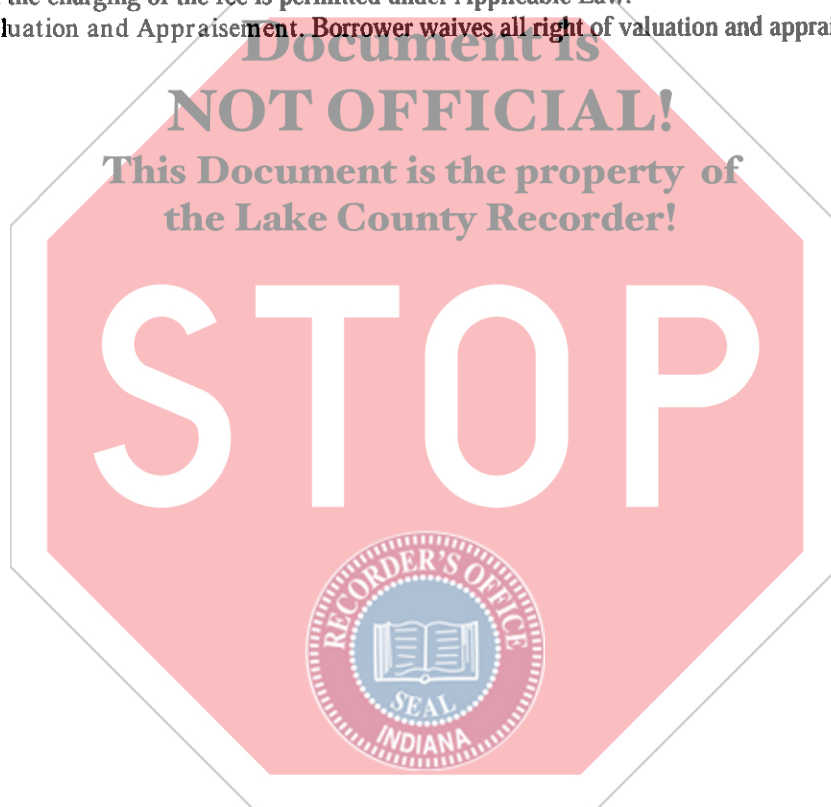 the charging of the fee is permitted under Applicable Law.
luation and Appraisement. Borrower waives all right of valuation and apprai
Document is
NOT OFFICIAL!
This Document is the property of
the Lake County Recorder!
STOP
RECORDER'S OFFICE
SEAL
INDIANA